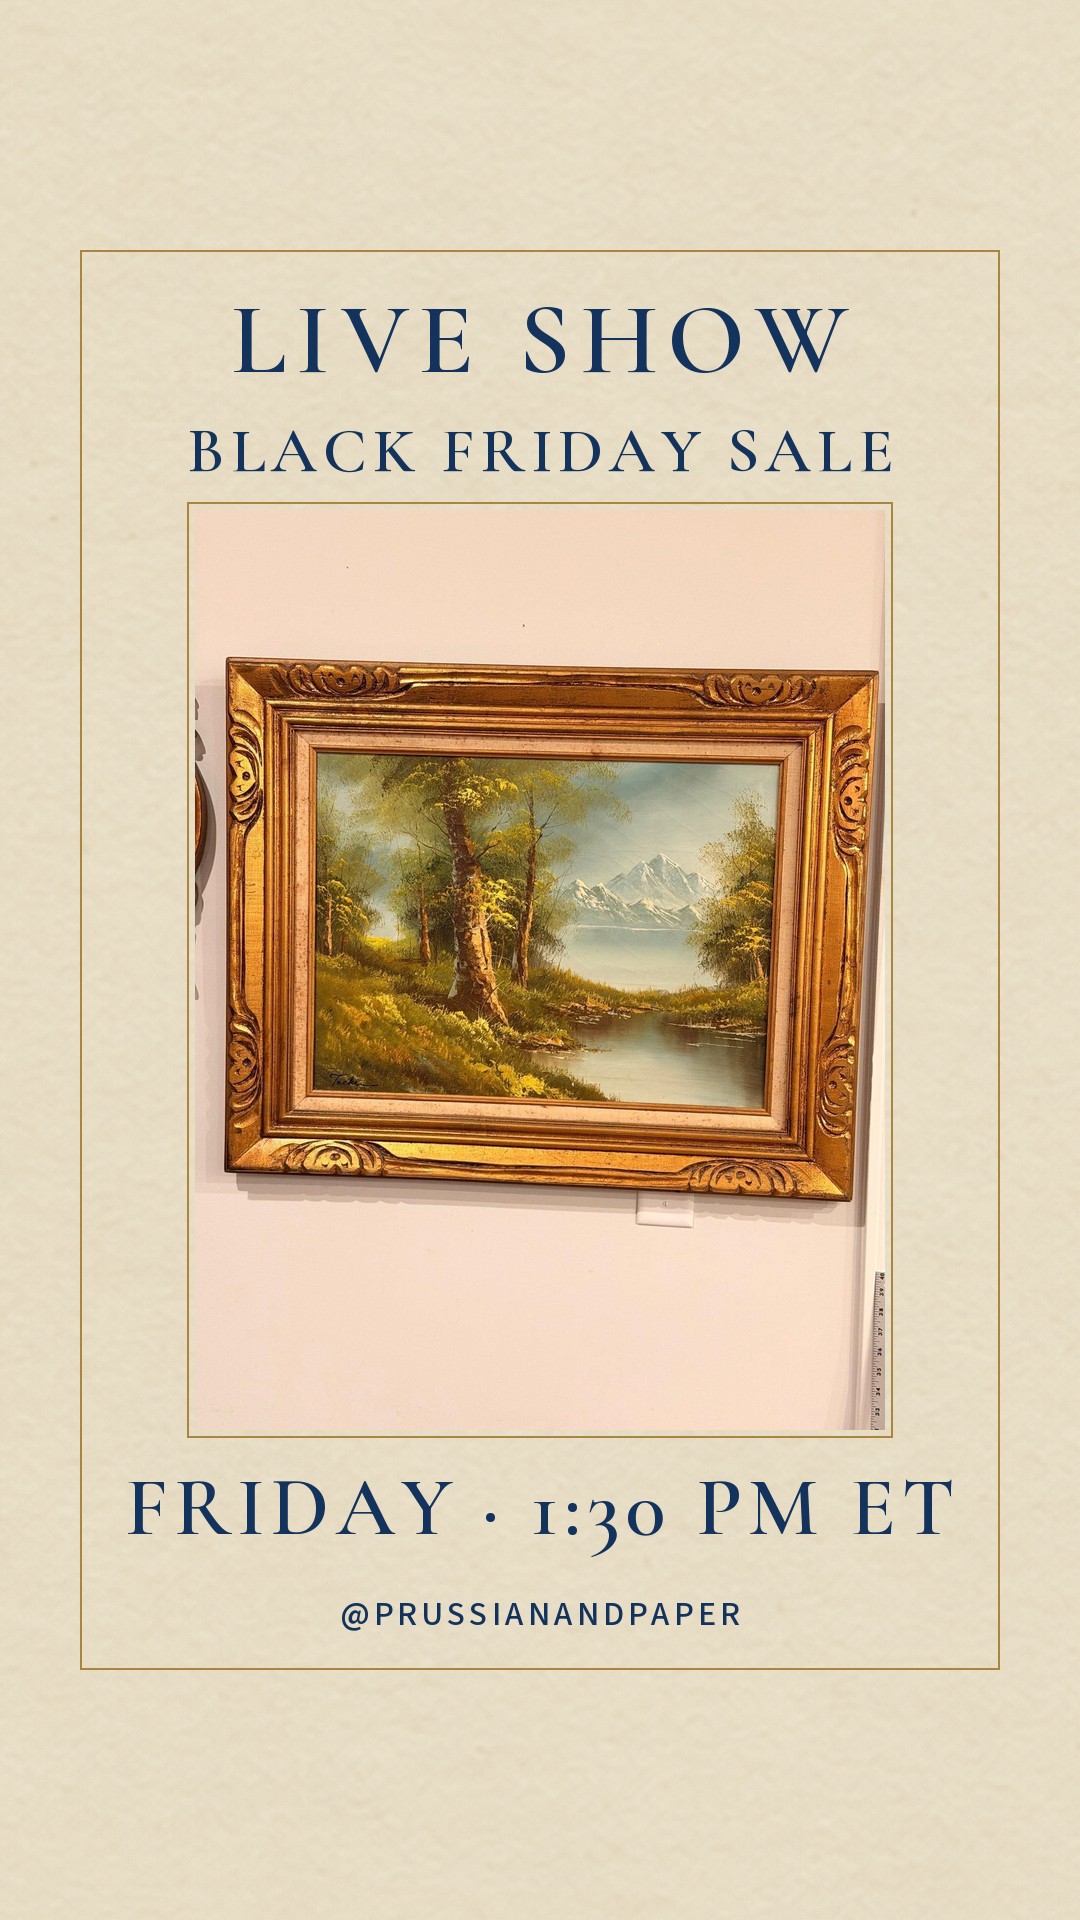 LIVE SHOW
BLACK FRIDAY SALE
FRIDAY · 1:30 PM ET
@PRUSSIANANDPAPER